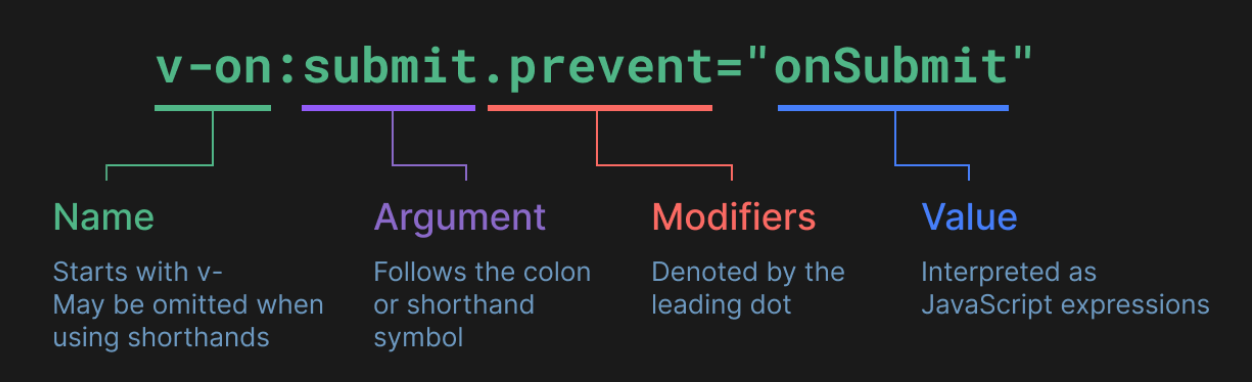 v-on:submit.prevent="onSubmit"
Name
Starts with v-
May be omitted when
using shorthands
Argument
Follows the colon
or shorthand
symbol
Modifiers
Denoted by the
leading dot
Value
Interpreted as
JavaScript expressions